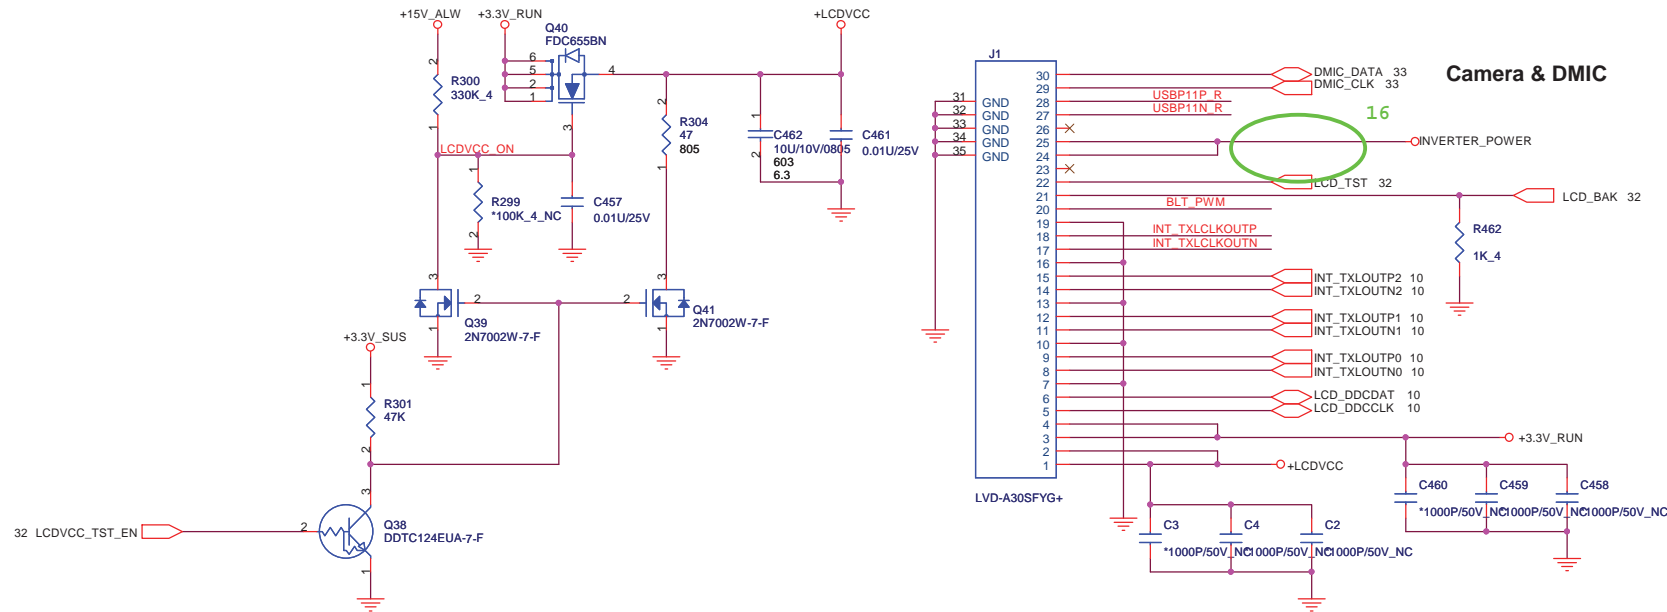 +15V_ALW
+3.3V_RUN
Q40
FDC655BN
6
5
2
1
4
3
+LCDVCC
2
R300
330K_4
1
LCDVCC_ON
1
R299
*100K_4_NC
2
C457
0.01U/25V
2
R304
47
805
1
1
C462
10U/10V/0805
2
603
6.3
C461
0.01U/25V
3
2
1
Q39
2N7002W-7-F
3
2
1
Q41
2N7002W-7-F
+3.3V_SUS
1
R301
47K
2
3
32 LCDVCC_TST_EN
2
Q38
DDTC124EUA-7-F
1
J1
31 GND
32 GND
33 GND
34 GND
35 GND
30 DMIC_DATA 33
29 DMIC_CLK 33
28 USBP11P_R
27 USBP11N_R
26
25 INVERTER_POWER
24
23
22 LCD_TST 32
21 LCD_BAK 32
20 BLT_PWM
19
18 INT_TXLCLKOUTP
17 INT_TXLCLKOUTN
16
15 INT_TXLOUTP2 10
14 INT_TXLOUTN2 10
13
12 INT_TXLOUTP1 10
11 INT_TXLOUTN1 10
10
9 INT_TXLOUTP0 10
8 INT_TXLOUTN0 10
7
6 LCD_DDCDAT 10
5 LCD_DDCCLK 10
4
3 +3.3V_RUN
2
1 +LCDVCC
LVD-A30SFYG+
Camera & DMIC
16
R462
1K_4
C3
*1000P/50V_NC
C4
*1000P/50V_NC
C2
*1000P/50V_NC
C460
*1000P/50V_NC
C459
*1000P/50V_NC
C458
*1000P/50V_NC